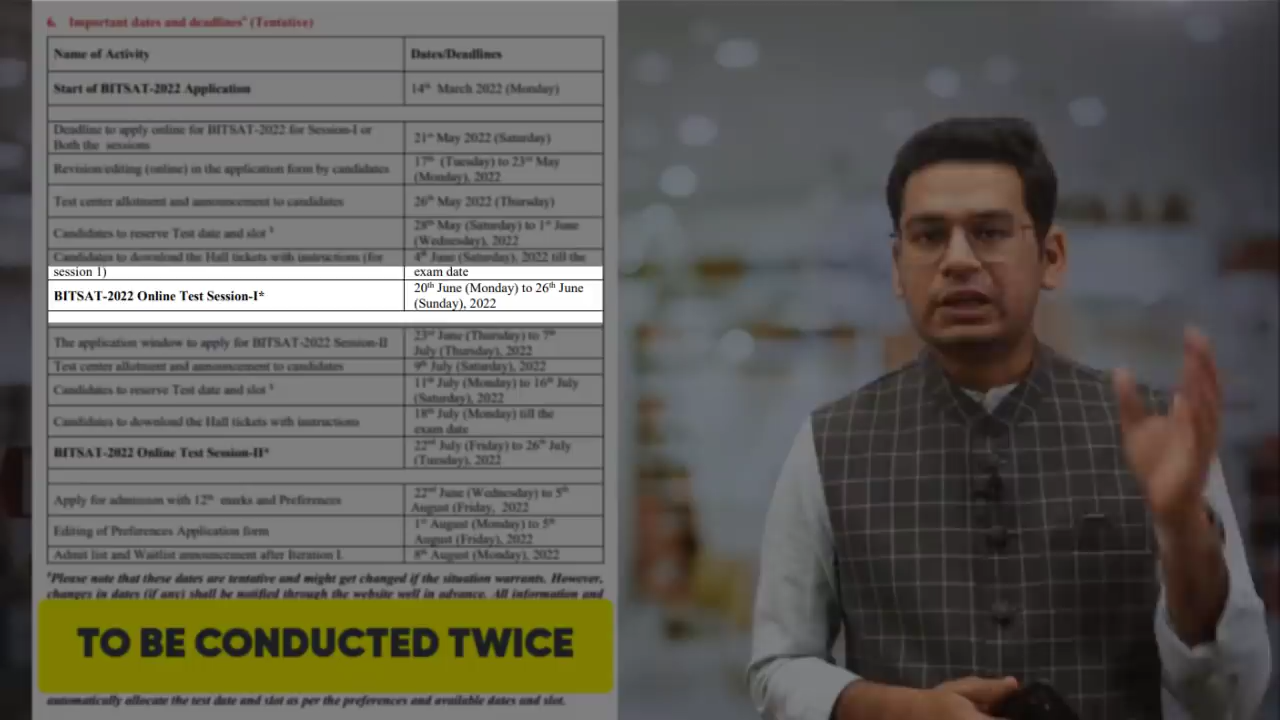 6. Important dates and deadlines# (Tentative)
Name of Activity
Dates/Deadlines
Start of BITSAT-2022 Application
14th March 2022 (Monday)
Deadline to apply online for BITSAT-2022 for Session-I or
Both the sessions
21st May 2022 (Saturday)
Revision/editing (online) in the application form by candidates
17th (Tuesday) to 23rd May
(Monday), 2022
Test center allotment and announcement to candidates
26th May 2022 (Thursday)
Candidates to reserve Test date and slot $
28th May (Saturday) to 1st June
(Wednesday), 2022
Candidates to download the Hall tickets with instructions (for
session 1)
4th June (Saturday), 2022 till the
exam date
BITSAT-2022 Online Test Session-I*
20th June (Monday) to 26th June
(Sunday), 2022
The application window to apply for BITSAT-2022 Session-II
23rd June (Thursday) to 7th
July (Thursday), 2022
Test center allotment and announcement to candidates
9th July (Saturday), 2022
Candidates to reserve Test date and slot $
11th July (Monday) to 16th July
(Saturday), 2022
Candidates to download the Hall tickets with instructions
18th July (Monday) till the
exam date
BITSAT-2022 Online Test Session-II*
22nd July (Friday) to 26th July
(Tuesday), 2022
Apply for admission with 12th marks and Preferences
22nd June (Wednesday) to 5th
August (Friday, 2022
Editing of Preferences Application form
1st August (Monday) to 5th
August (Friday), 2022
Admit list and Waitlist announcement after Iteration I.
8th August (Monday), 2022
#Please note that these dates are tentative and might get changed if the situation warrants. However,
changes in dates (if any) shall be notified through the website well in advance. All information and
TO BE CONDUCTED TWICE
automatically allocate the test date and slot as per the preferences and available dates and slot.